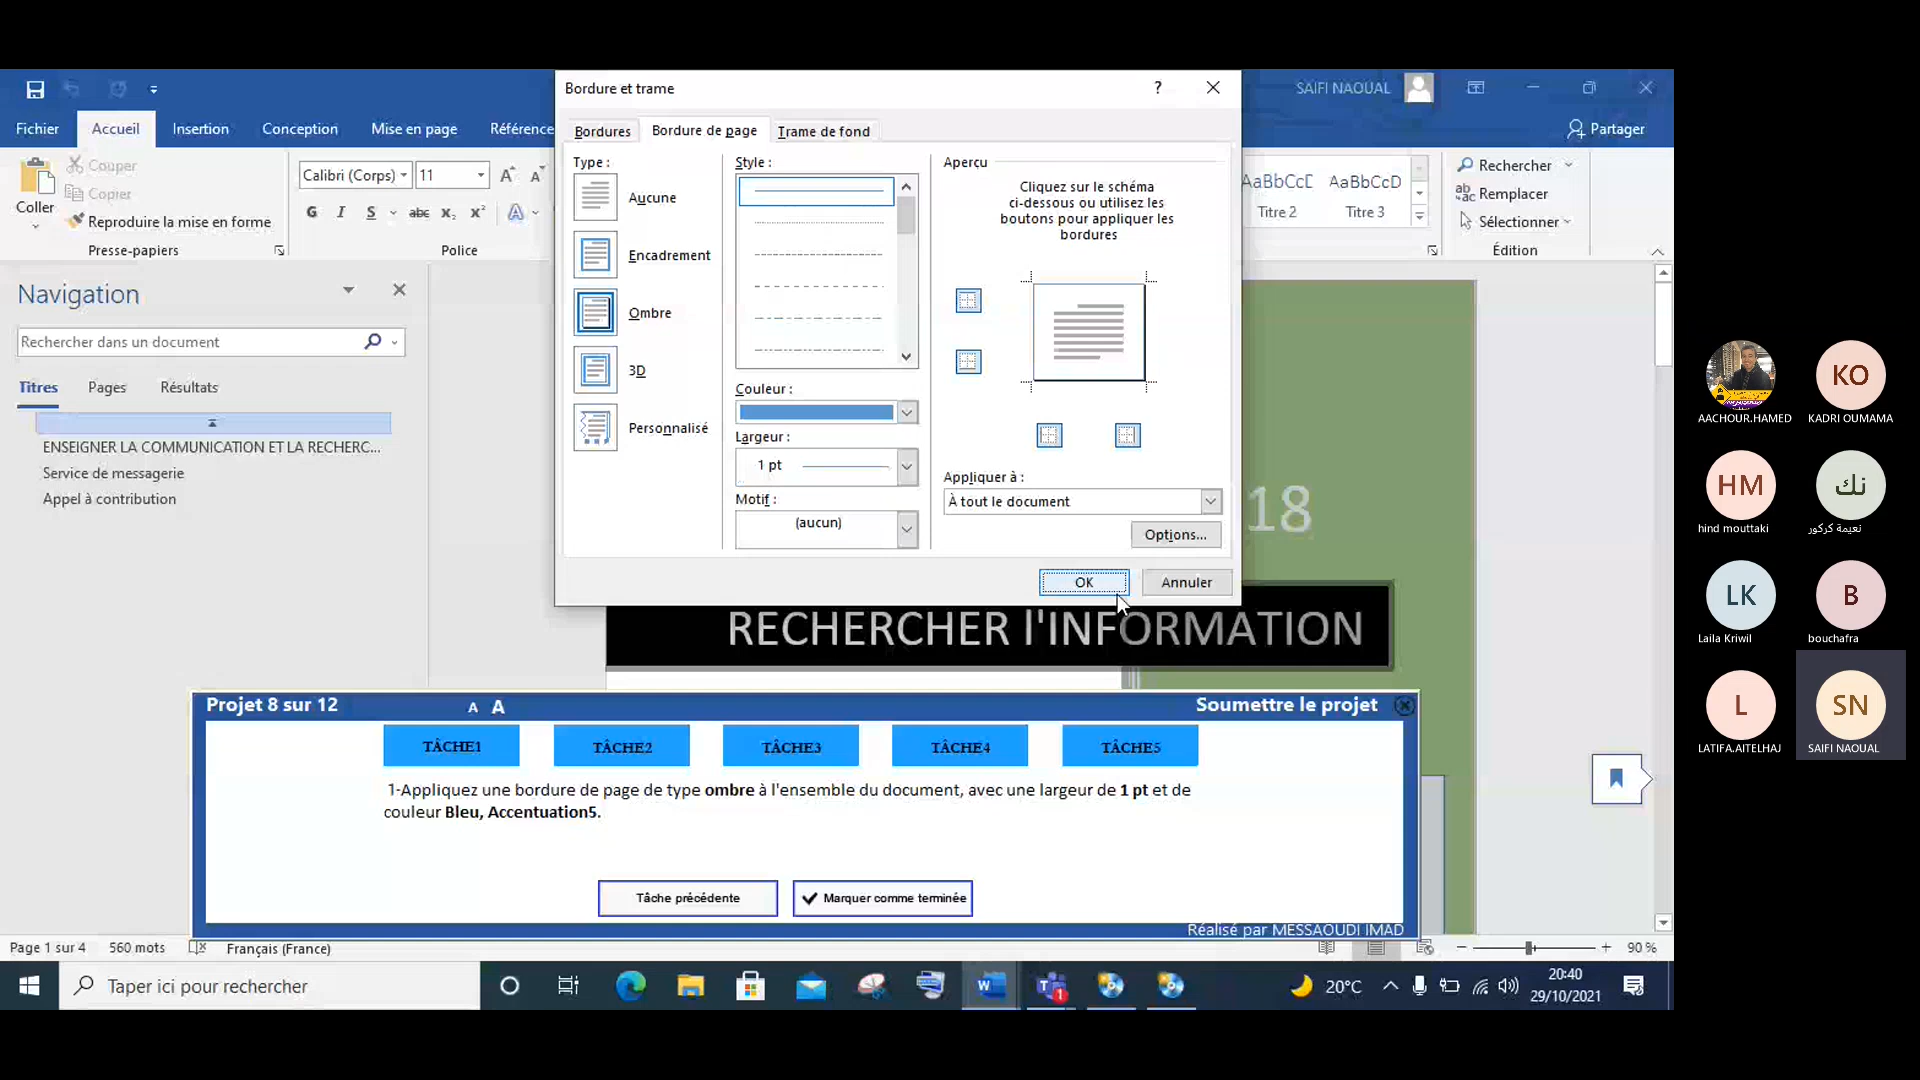 Bordure et trame
?
SAIFI NAOUAL
Fichier
Accueil
Insertion
Conception
Mise en page
Référence
Partager
Coller
Couper
Copier
Reproduire la mise en forme
Presse-papiers
Calibri (Corps)
11
G I S abc x₂ x² A
Police
AaBbCcC
Titre 2
AaBbCcD
Titre 3
Rechercher
Remplacer
Sélectionner
Édition
Bordures
Bordure de page
Trame de fond
Type :
Aucune
Encadrement
Ombre
3D
Personnalisé
Style :
Couleur :
Largeur :
1 pt
Motif :
(aucun)
Aperçu
Cliquez sur le schéma
ci-dessous ou utilisez les
boutons pour appliquer les
bordures
Appliquer à :
À tout le document
Options...
OK
Annuler
Navigation
Rechercher dans un document
Titres
Pages
Résultats
ENSEIGNER LA COMMUNICATION ET LA RECHERC...
Service de messagerie
Appel à contribution
18
RECHERCHER l'INFORMATION
Projet 8 sur 12
A A
Soumettre le projet
TÂCHE1
TÂCHE2
TÂCHE3
TÂCHE4
TÂCHE5
1-Appliquez une bordure de page de type ombre à l'ensemble du document, avec une largeur de 1 pt et de
couleur Bleu, Accentuation5.
Tâche précédente
Marquer comme terminée
Réalisé par MESSAOUDI IMAD
Page 1 sur 4
560 mots
Français (France)
90 %
Taper ici pour rechercher
20°C
20:40
29/10/2021
AACHOUR.HAMED
KO
KADRI OUMAMA
HM
hind mouttaki
نك
نعيمة كركور
LK
Laila Kriwil
B
bouchafra
L
LATIFA.AITELHAJ
SN
SAIFI NAOUAL